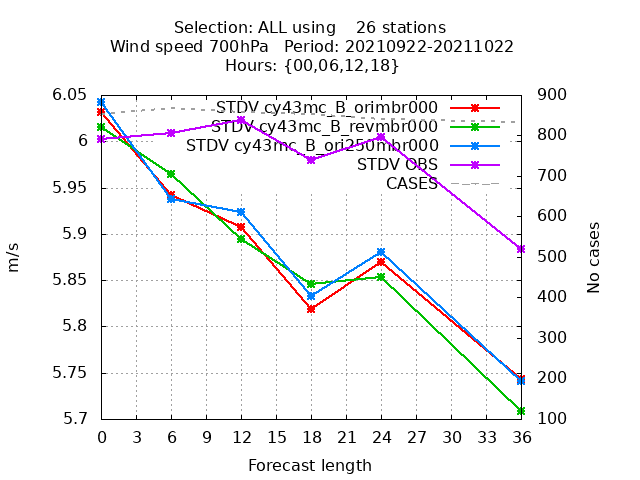 Selection: ALL using    26 stations
Wind speed 700hPa   Period: 20210922-20211022
Hours: {00,06,12,18}
STDV cy43mc_B_orimbr000
STDV cy43mc_B_revmbr000
STDV cy43mc_B_ori250mbr000
STDV OBS
CASES
6.05
6
5.95
5.9
5.85
5.8
5.75
5.7
m/s
900
800
700
600
500
400
300
200
100
No cases
0 3 6 9 12 15 18 21 24 27 30 33 36
Forecast length